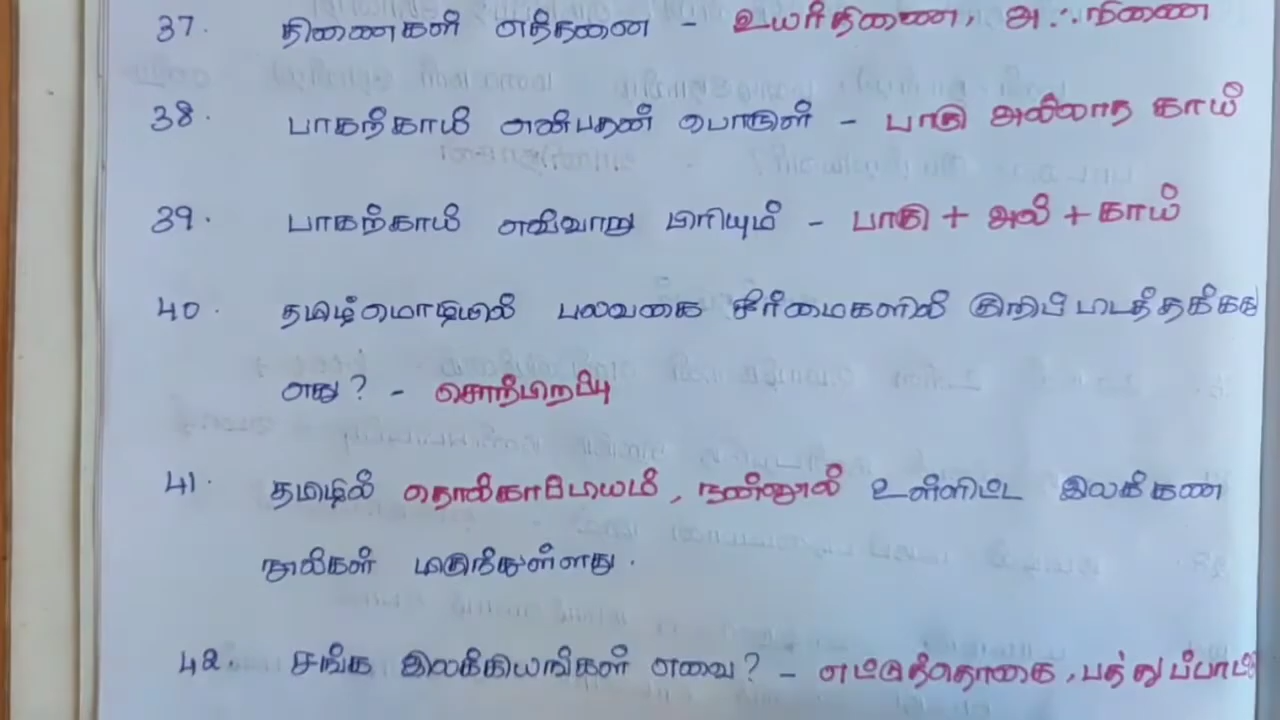 37. திணைகள் எத்தனை - உயர்திணை, அஃறிணை
38. பாகற்காய் என்பதன் பொருள் - பாகு அல்லாத காய்
39. பாகற்காய் எவ்வாறு பிரியும் - பாகு + அல் + காய்
40. தமிழ்மொழியில் பலவகை சீர்மைகளில் குறிப்பிடத்தக்கது
எது? - சொற்சிறப்பு
41. தமிழில் தொல்காப்பியம், நன்னூல் உள்ளிட்ட இலக்கண
நூல்கள் மிகுந்துள்ளது.
42. சங்க இலக்கியங்கள் எவை? - எட்டுத்தொகை, பத்துப்பாட்